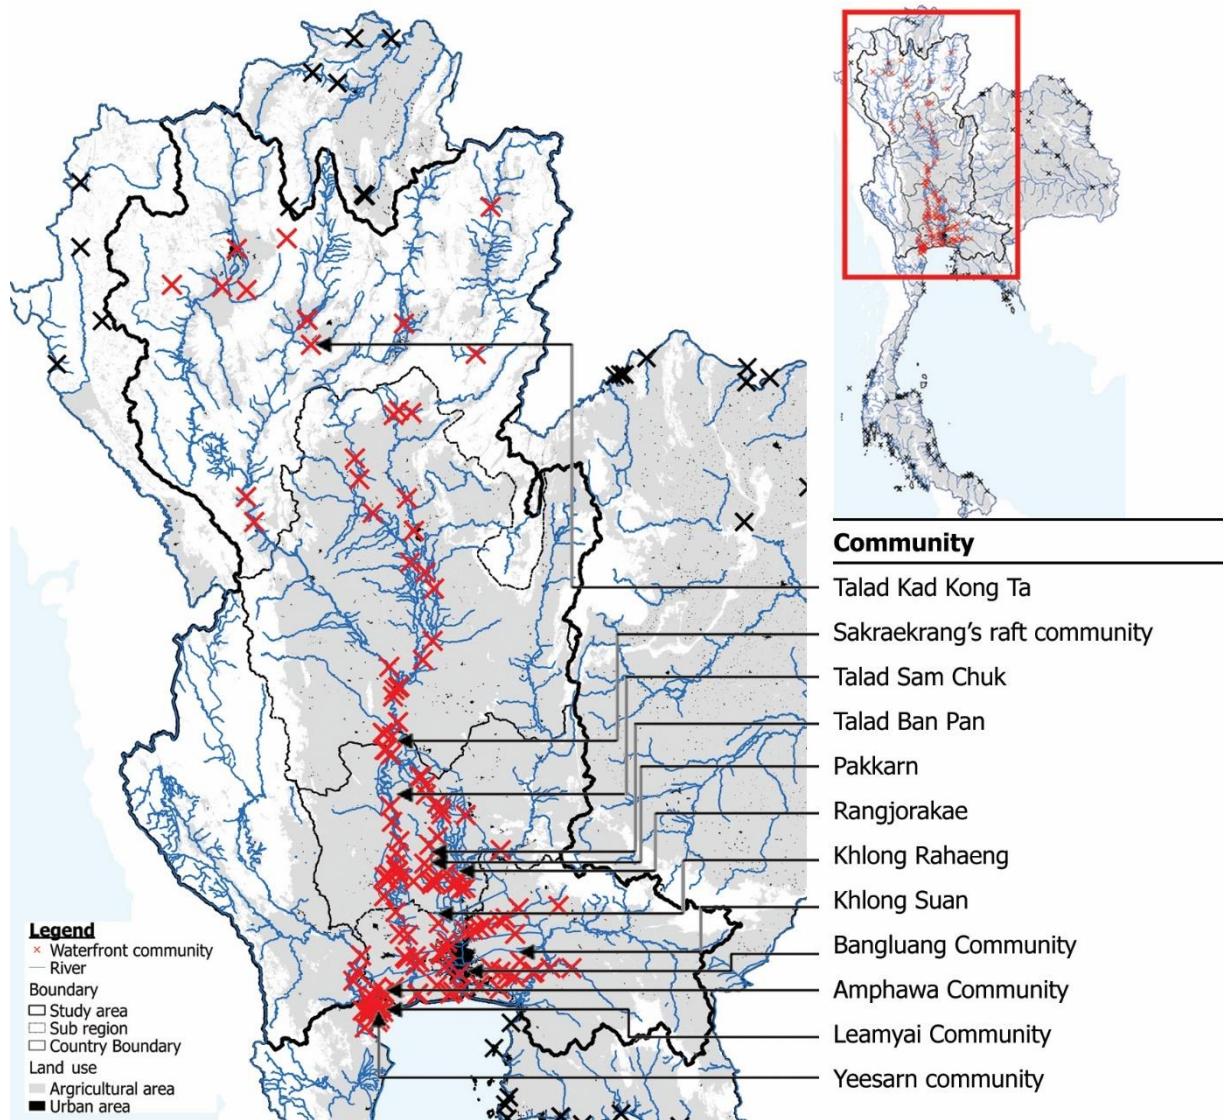 Community
Talad Kad Kong Ta
Sakraekrang's raft community
Talad Sam Chuk
Talad Ban Pan
Pakkarn
Rangjorakae
Khlong Rahaeng
Khlong Suan
Bangluang Community
Amphawa Community
Leamyai Community
Yeesarn community
Legend
Waterfront community
River
Boundary
Study area
Sub region
Country Boundary
Land use
Argricultural area
Urban area